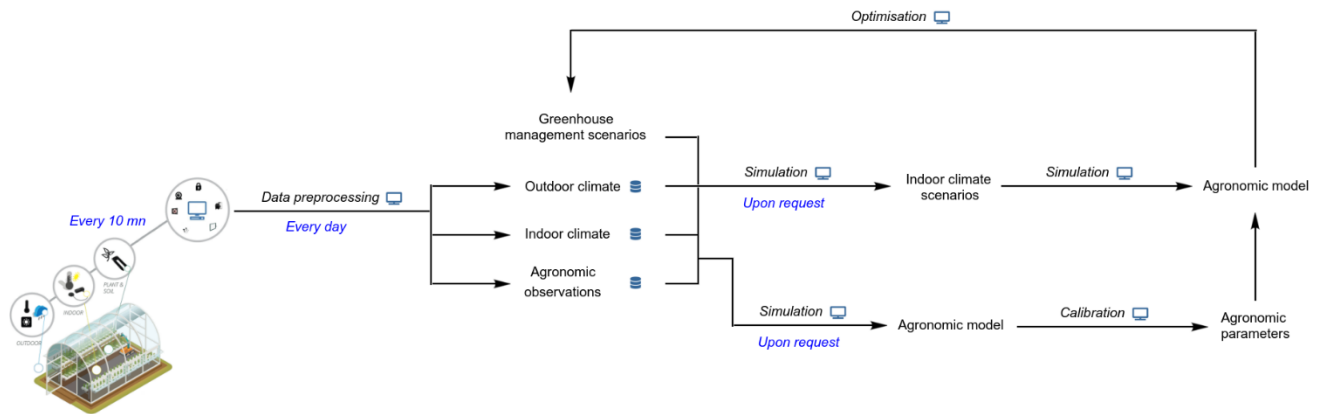 Optimisation
Greenhouse
management scenarios
Every 10 mn
Data preprocessing
Every day
Outdoor climate
Indoor climate
Agronomic
observations
Simulation
Upon request
Indoor climate
scenarios
Simulation
Agronomic model
Simulation
Upon request
Agronomic model
Calibration
Agronomic
parameters
PLANT &
SOIL
INDOOR
OUTDOOR